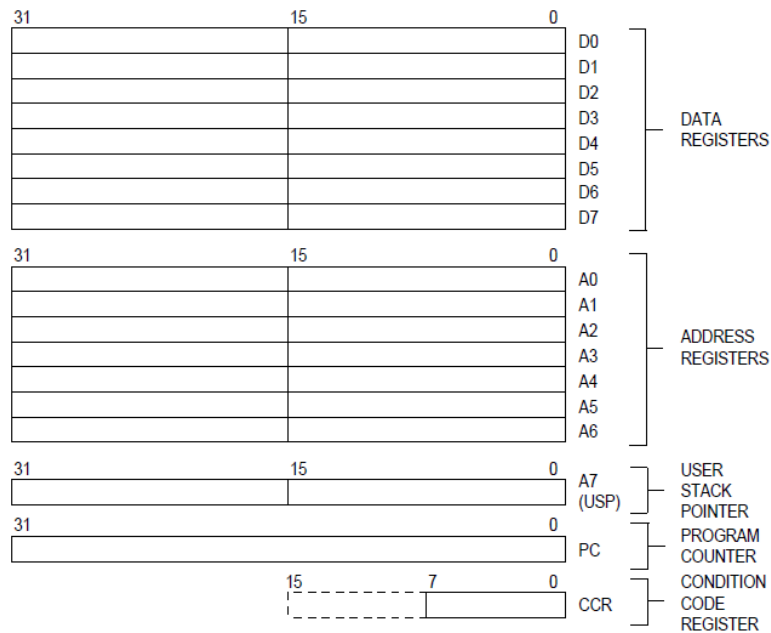 31 15 0
D0
D1
D2
D3
D4
D5
D6
D7
DATA
REGISTERS
31 15 0
A0
A1
A2
A3
A4
A5
A6
ADDRESS
REGISTERS
31 15 0
A7
(USP)
USER
STACK
POINTER
31 0
PC
PROGRAM
COUNTER
15 7 0
CCR
CONDITION
CODE
REGISTER